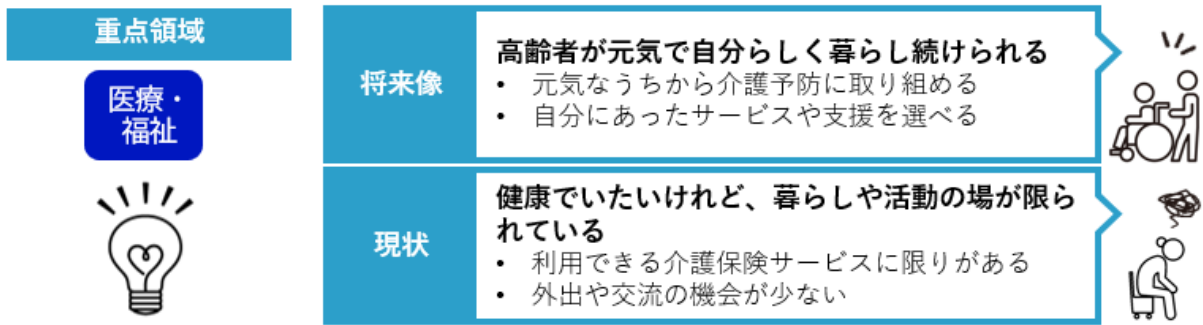 重点領域
医療・
福祉
将来像
高齢者が元気で自分らしく暮らし続けられる
• 元気なうちから介護予防に取り組める
• 自分にあったサービスや支援を選べる
現状
健康でいたいけれど、暮らしや活動の場が限ら
れている
• 利用できる介護保険サービスに限りがある
• 外出や交流の機会が少ない